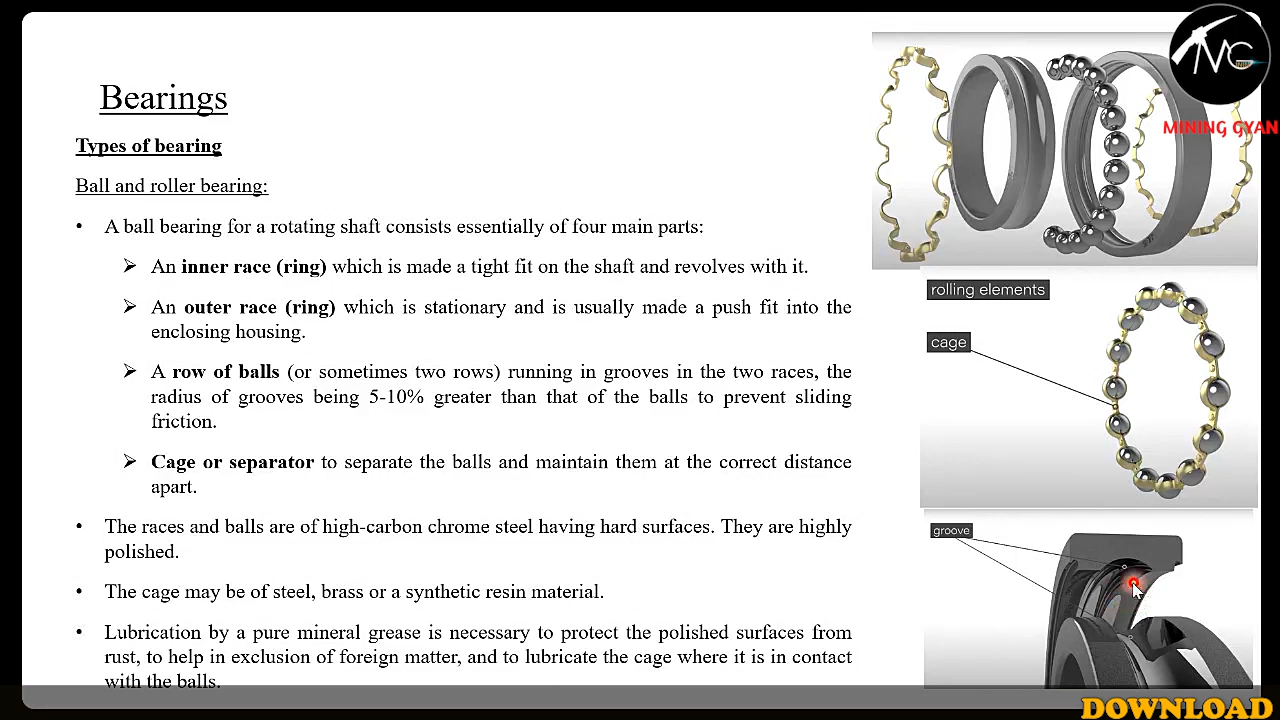 Bearings
Types of bearing
Ball and roller bearing:
• A ball bearing for a rotating shaft consists essentially of four main parts:
➢ An inner race (ring) which is made a tight fit on the shaft and revolves with it.
➢ An outer race (ring) which is stationary and is usually made a push fit into the
enclosing housing.
➢ A row of balls (or sometimes two rows) running in grooves in the two races, the
radius of grooves being 5-10% greater than that of the balls to prevent sliding
friction.
➢ Cage or separator to separate the balls and maintain them at the correct distance
apart.
• The races and balls are of high-carbon chrome steel having hard surfaces. They are highly
polished.
• The cage may be of steel, brass or a synthetic resin material.
• Lubrication by a pure mineral grease is necessary to protect the polished surfaces from
rust, to help in exclusion of foreign matter, and to lubricate the cage where it is in contact
with the balls.
MG
MINING GYAN
rolling elements
cage
groove
DOWNLOAD